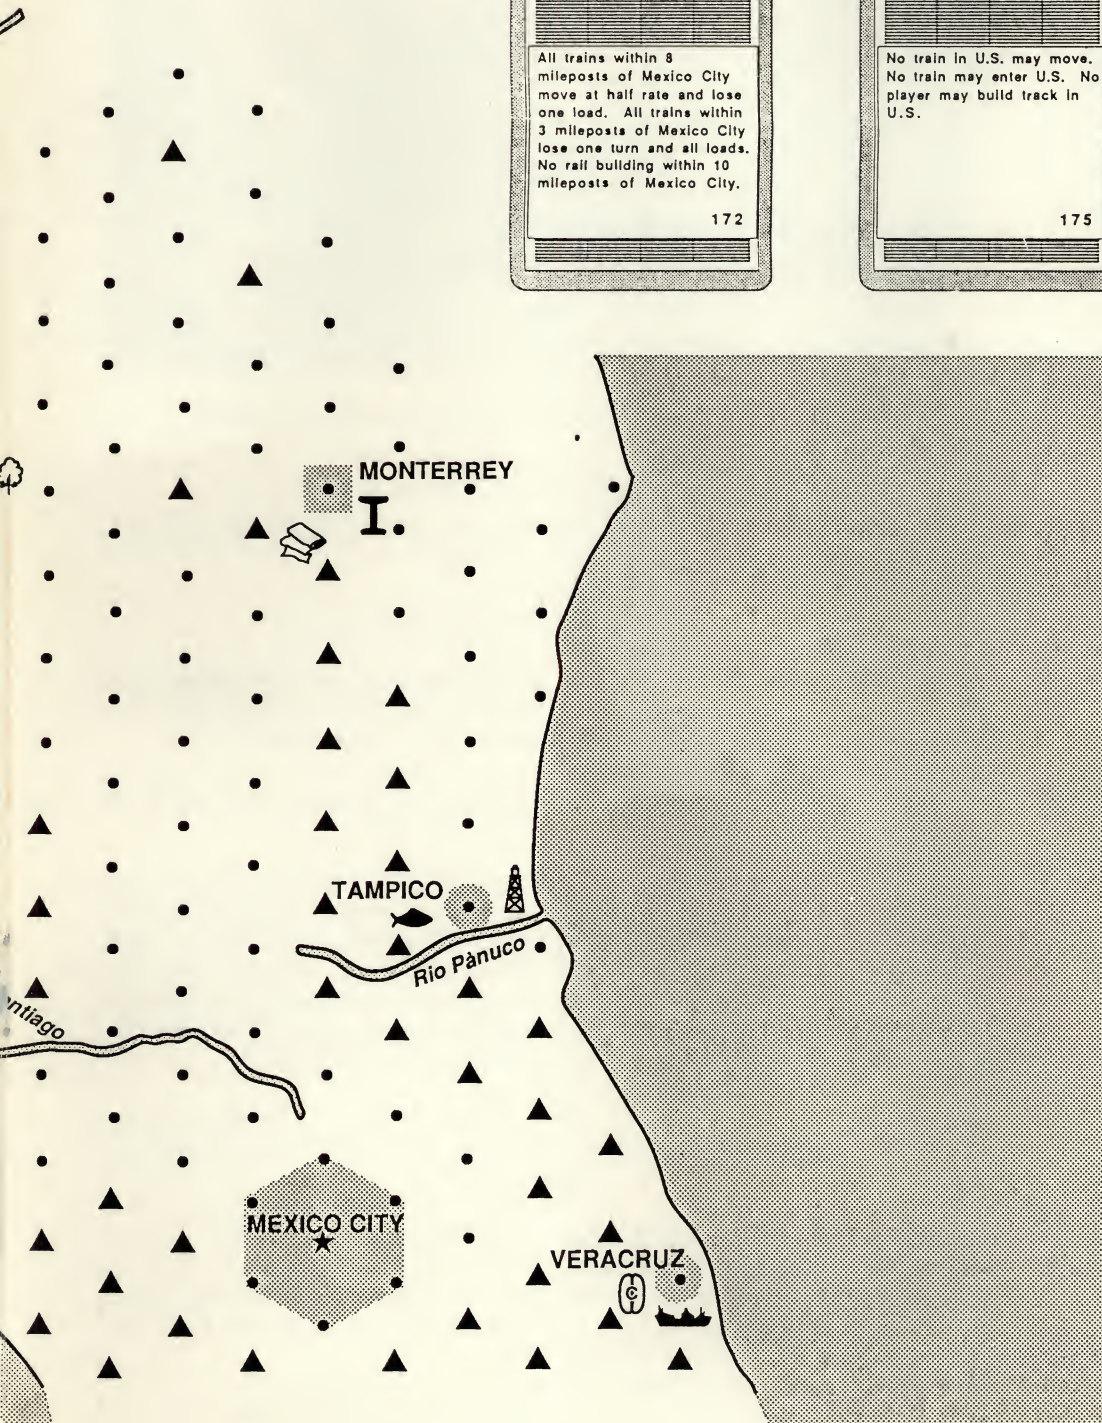 All trains within 8
mileposts of Mexico City
move at half rate and lose
one load. All trains within
3 mileposts of Mexico City
lose one turn and all loads.
No rail building within 10
mileposts of Mexico City.
172
No train in U.S. may move.
No train may enter U.S. No
player may build track in
U.S.
175
MONTERREY
TAMPICO
Rio Pànuco
ntiago
MEXICO CITY
VERACRUZ
C